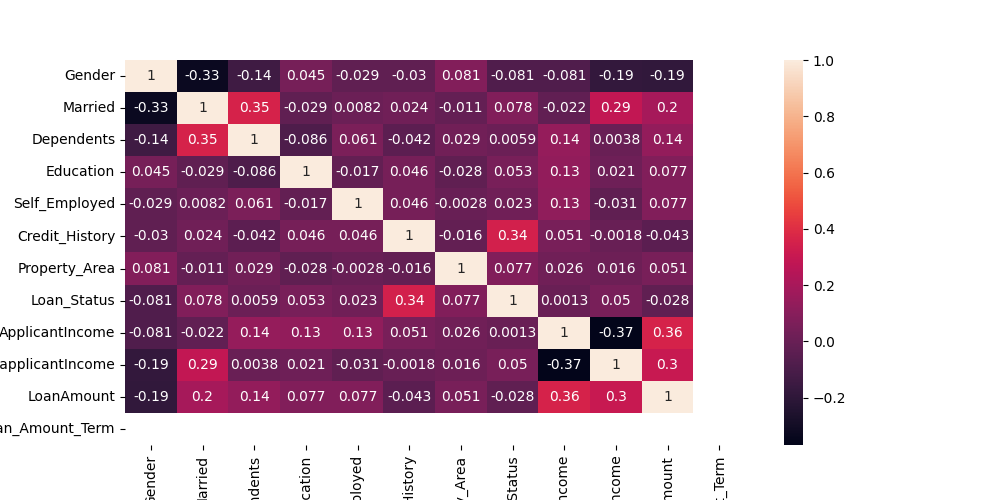 Gender 1 -0.33 -0.14 0.045 -0.029 -0.03 0.081 -0.081 -0.081 -0.19 -0.19
Married -0.33 1 0.35 -0.029 0.0082 0.024 -0.011 0.078 -0.022 0.29 0.2
Dependents -0.14 0.35 1 -0.086 0.061 -0.042 0.029 0.0059 0.14 0.0038 0.14
Education 0.045 -0.029 -0.086 1 -0.017 0.046 -0.028 0.053 0.13 0.021 0.077
Self_Employed -0.029 0.0082 0.061 -0.017 1 0.046 -0.0028 0.023 0.13 -0.031 0.077
Credit_History -0.03 0.024 -0.042 0.046 0.046 1 -0.016 0.34 0.051 -0.0018 -0.043
Property_Area 0.081 -0.011 0.029 -0.028 -0.0028 -0.016 1 0.077 0.026 0.016 0.051
Loan_Status -0.081 0.078 0.0059 0.053 0.023 0.34 0.077 1 0.0013 0.05 -0.028
ApplicantIncome -0.081 -0.022 0.14 0.13 0.13 0.051 0.026 0.0013 1 -0.37 0.36
applicantIncome -0.19 0.29 0.0038 0.021 -0.031 -0.0018 0.016 0.05 -0.37 1 0.3
LoanAmount -0.19 0.2 0.14 0.077 0.077 -0.043 0.051 -0.028 0.36 0.3 1
an_Amount_Term
Gender
Married
ndents
cation
ployed
History
y_Area
Status
ncome
ncome
mount
t_Term
1.0
0.8
0.6
0.4
0.2
0.0
−0.2